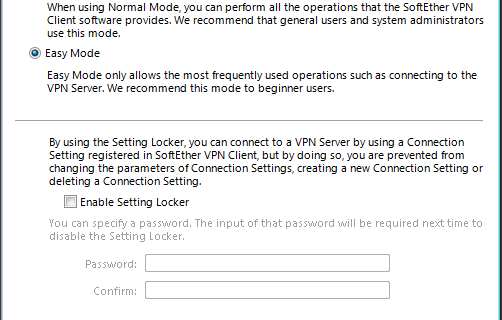 When using Normal Mode, you can perform all the operations that the SoftEther VPN
Client software provides. We recommend that general users and system administrators
use this mode.
Easy Mode
Easy Mode only allows the most frequently used operations such as connecting to the
VPN Server. We recommend this mode to beginner users.
By using the Setting Locker, you can connect to a VPN Server by using a Connection
Setting registered in SoftEther VPN Client, but by doing so, you are prevented from
changing the parameters of Connection Settings, creating a new Connection Setting or
deleting a Connection Setting.
Enable Setting Locker
You can specify a password. The input of that password will be required next time to
disable the Setting Locker.
Password:
Confirm: